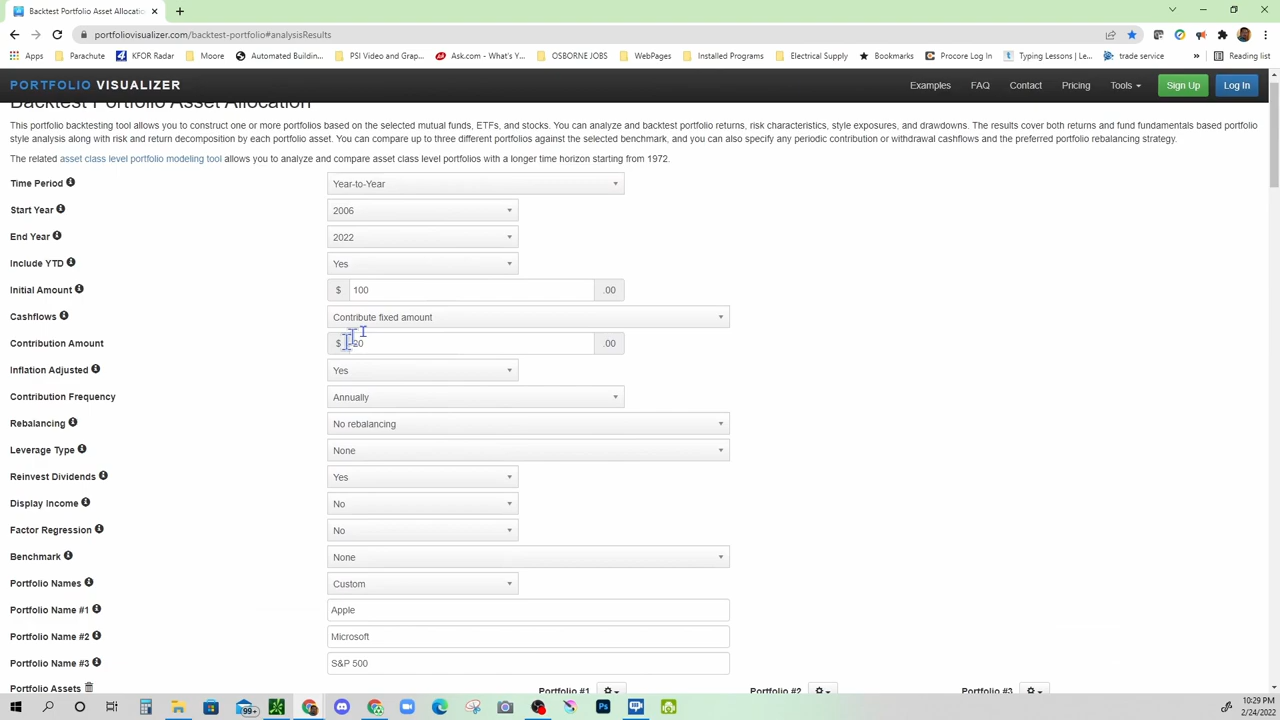 Backtest Portfolio Asset Allocation
portfoliovisualizer.com/backtest-portfolio#analysisResults
Apps Parachute KFOR Radar Moore Automated Building... PSI Video and Grap... Ask.com - What's Y... OSBORNE JOBS WebPages Installed Programs Electrical Supply Bookmarks Procore Log In Typing Lessons | Le... trade service » Reading list
PORTFOLIO VISUALIZER Examples FAQ Contact Pricing Tools Sign Up Log In
Backtest Portfolio Asset Allocation
This portfolio backtesting tool allows you to construct one or more portfolios based on the selected mutual funds, ETFs, and stocks. You can analyze and backtest portfolio returns, risk characteristics, style exposures, and drawdowns. The results cover both returns and fund fundamentals based portfolio
style analysis along with risk and return decomposition by each portfolio asset. You can compare up to three different portfolios against the selected benchmark, and you can also specify any periodic contribution or withdrawal cashflows and the preferred portfolio rebalancing strategy.
The related asset class level portfolio modeling tool allows you to analyze and compare asset class level portfolios with a longer time horizon starting from 1972.
Time Period Year-to-Year
Start Year 2006
End Year 2022
Include YTD Yes
Initial Amount $ 100 .00
Cashflows Contribute fixed amount
Contribution Amount $ .00
Inflation Adjusted Yes
Contribution Frequency Annually
Rebalancing No rebalancing
Leverage Type None
Reinvest Dividends Yes
Display Income No
Factor Regression No
Benchmark None
Portfolio Names Custom
Portfolio Name #1 Apple
Portfolio Name #2 Microsoft
Portfolio Name #3 S&P 500
Portfolio Assets Portfolio #1 Portfolio #2 Portfolio #3
99+ 10:29 PM
2/24/2022